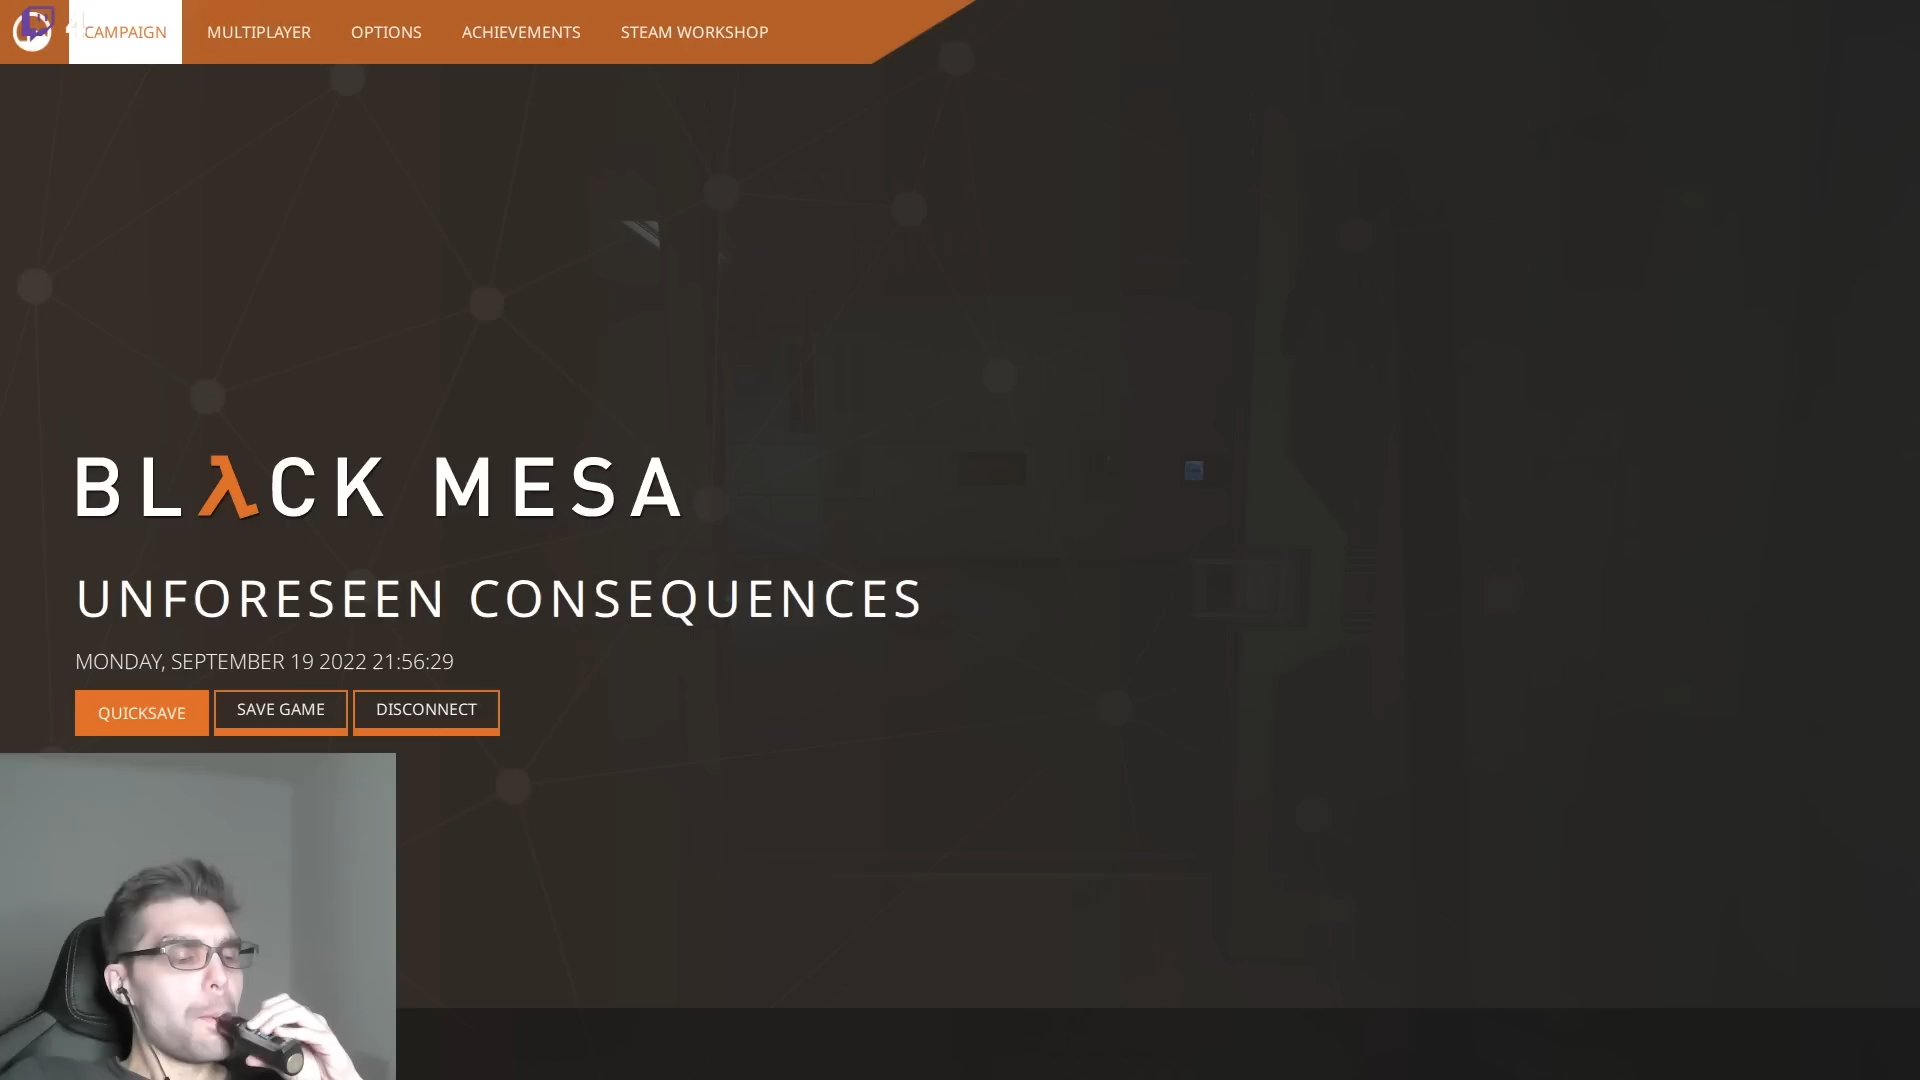 CAMPAIGN MULTIPLAYER OPTIONS ACHIEVEMENTS STEAM WORKSHOP
BLλCK MESA
UNFORESEEN CONSEQUENCES
MONDAY, SEPTEMBER 19 2022 21:56:29
QUICKSAVE SAVE GAME DISCONNECT